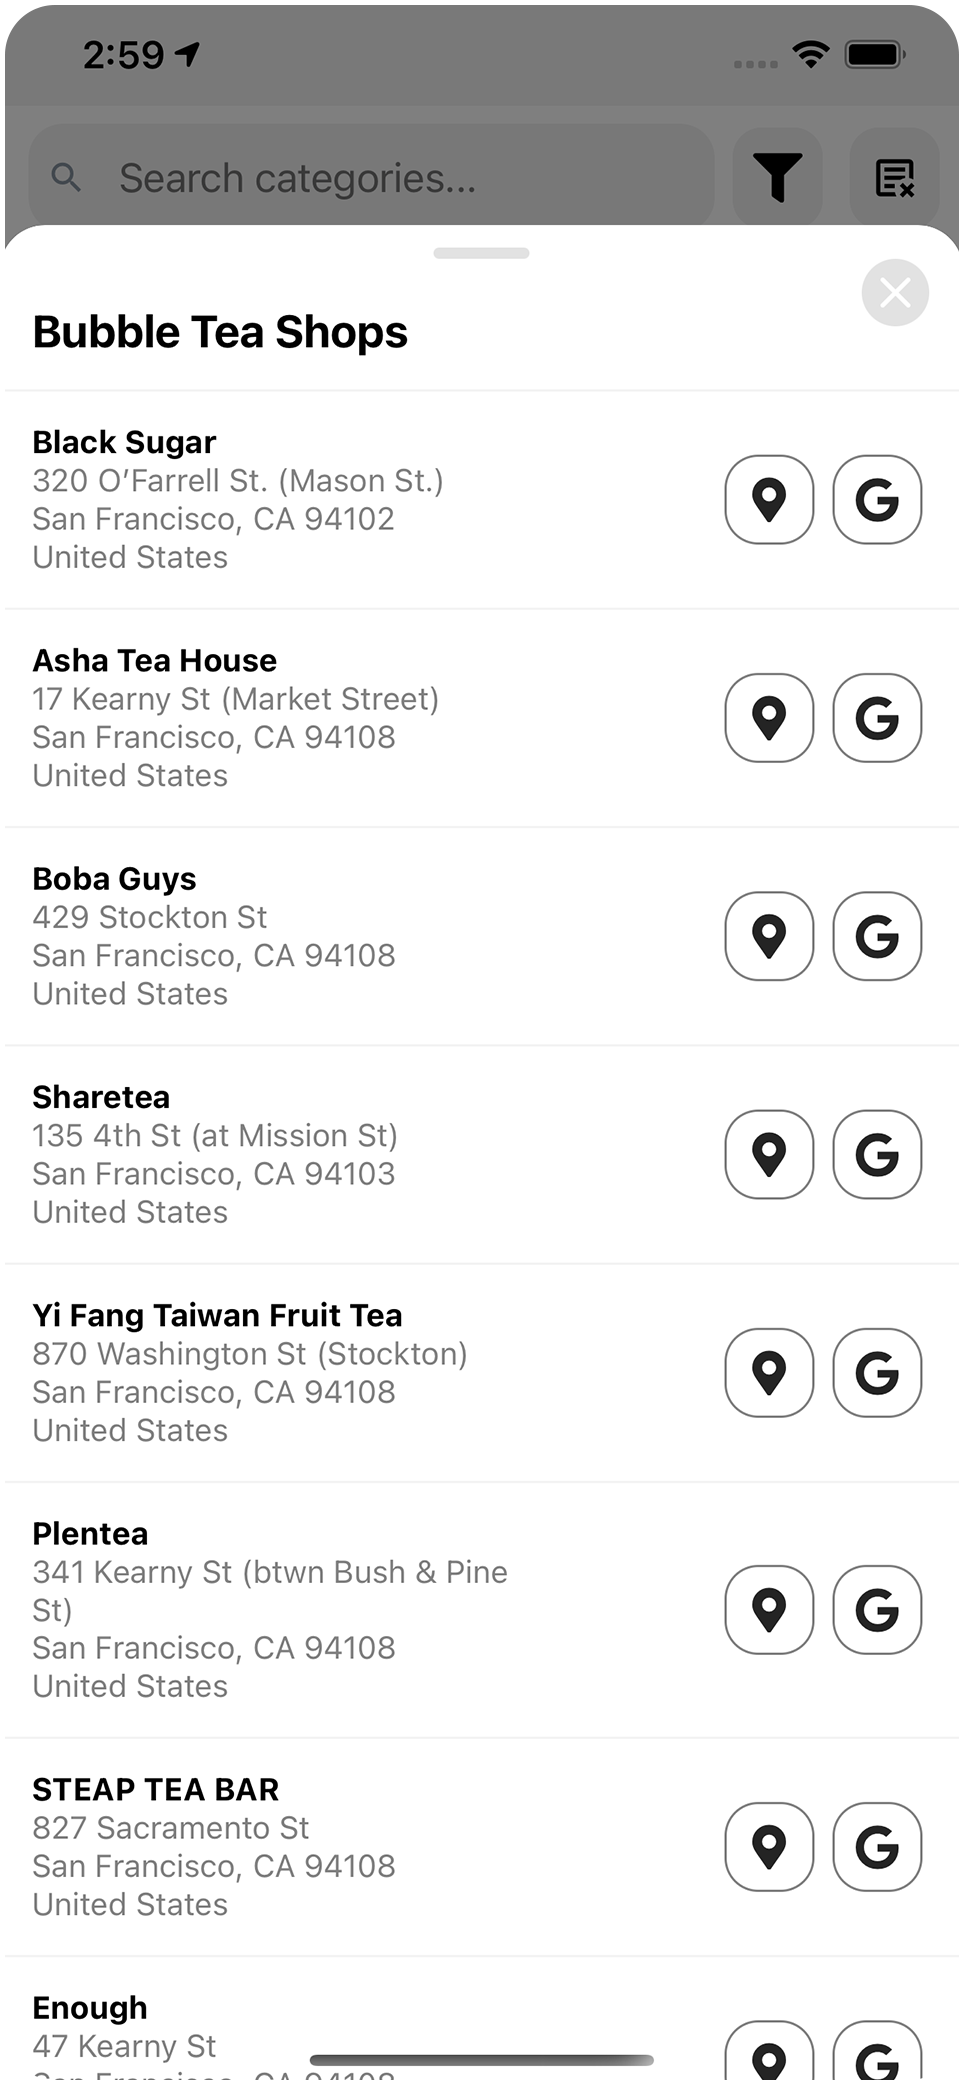 2:59
Search categories...
Bubble Tea Shops
Black Sugar
320 O’Farrell St. (Mason St.)
San Francisco, CA 94102
United States
G
Asha Tea House
17 Kearny St (Market Street)
San Francisco, CA 94108
United States
G
Boba Guys
429 Stockton St
San Francisco, CA 94108
United States
G
Sharetea
135 4th St (at Mission St)
San Francisco, CA 94103
United States
G
Yi Fang Taiwan Fruit Tea
870 Washington St (Stockton)
San Francisco, CA 94108
United States
G
Plentea
341 Kearny St (btwn Bush & Pine
St)
San Francisco, CA 94108
United States
G
STEAP TEA BAR
827 Sacramento St
San Francisco, CA 94108
United States
G
Enough
47 Kearny St
San Francisco, CA 94108
G